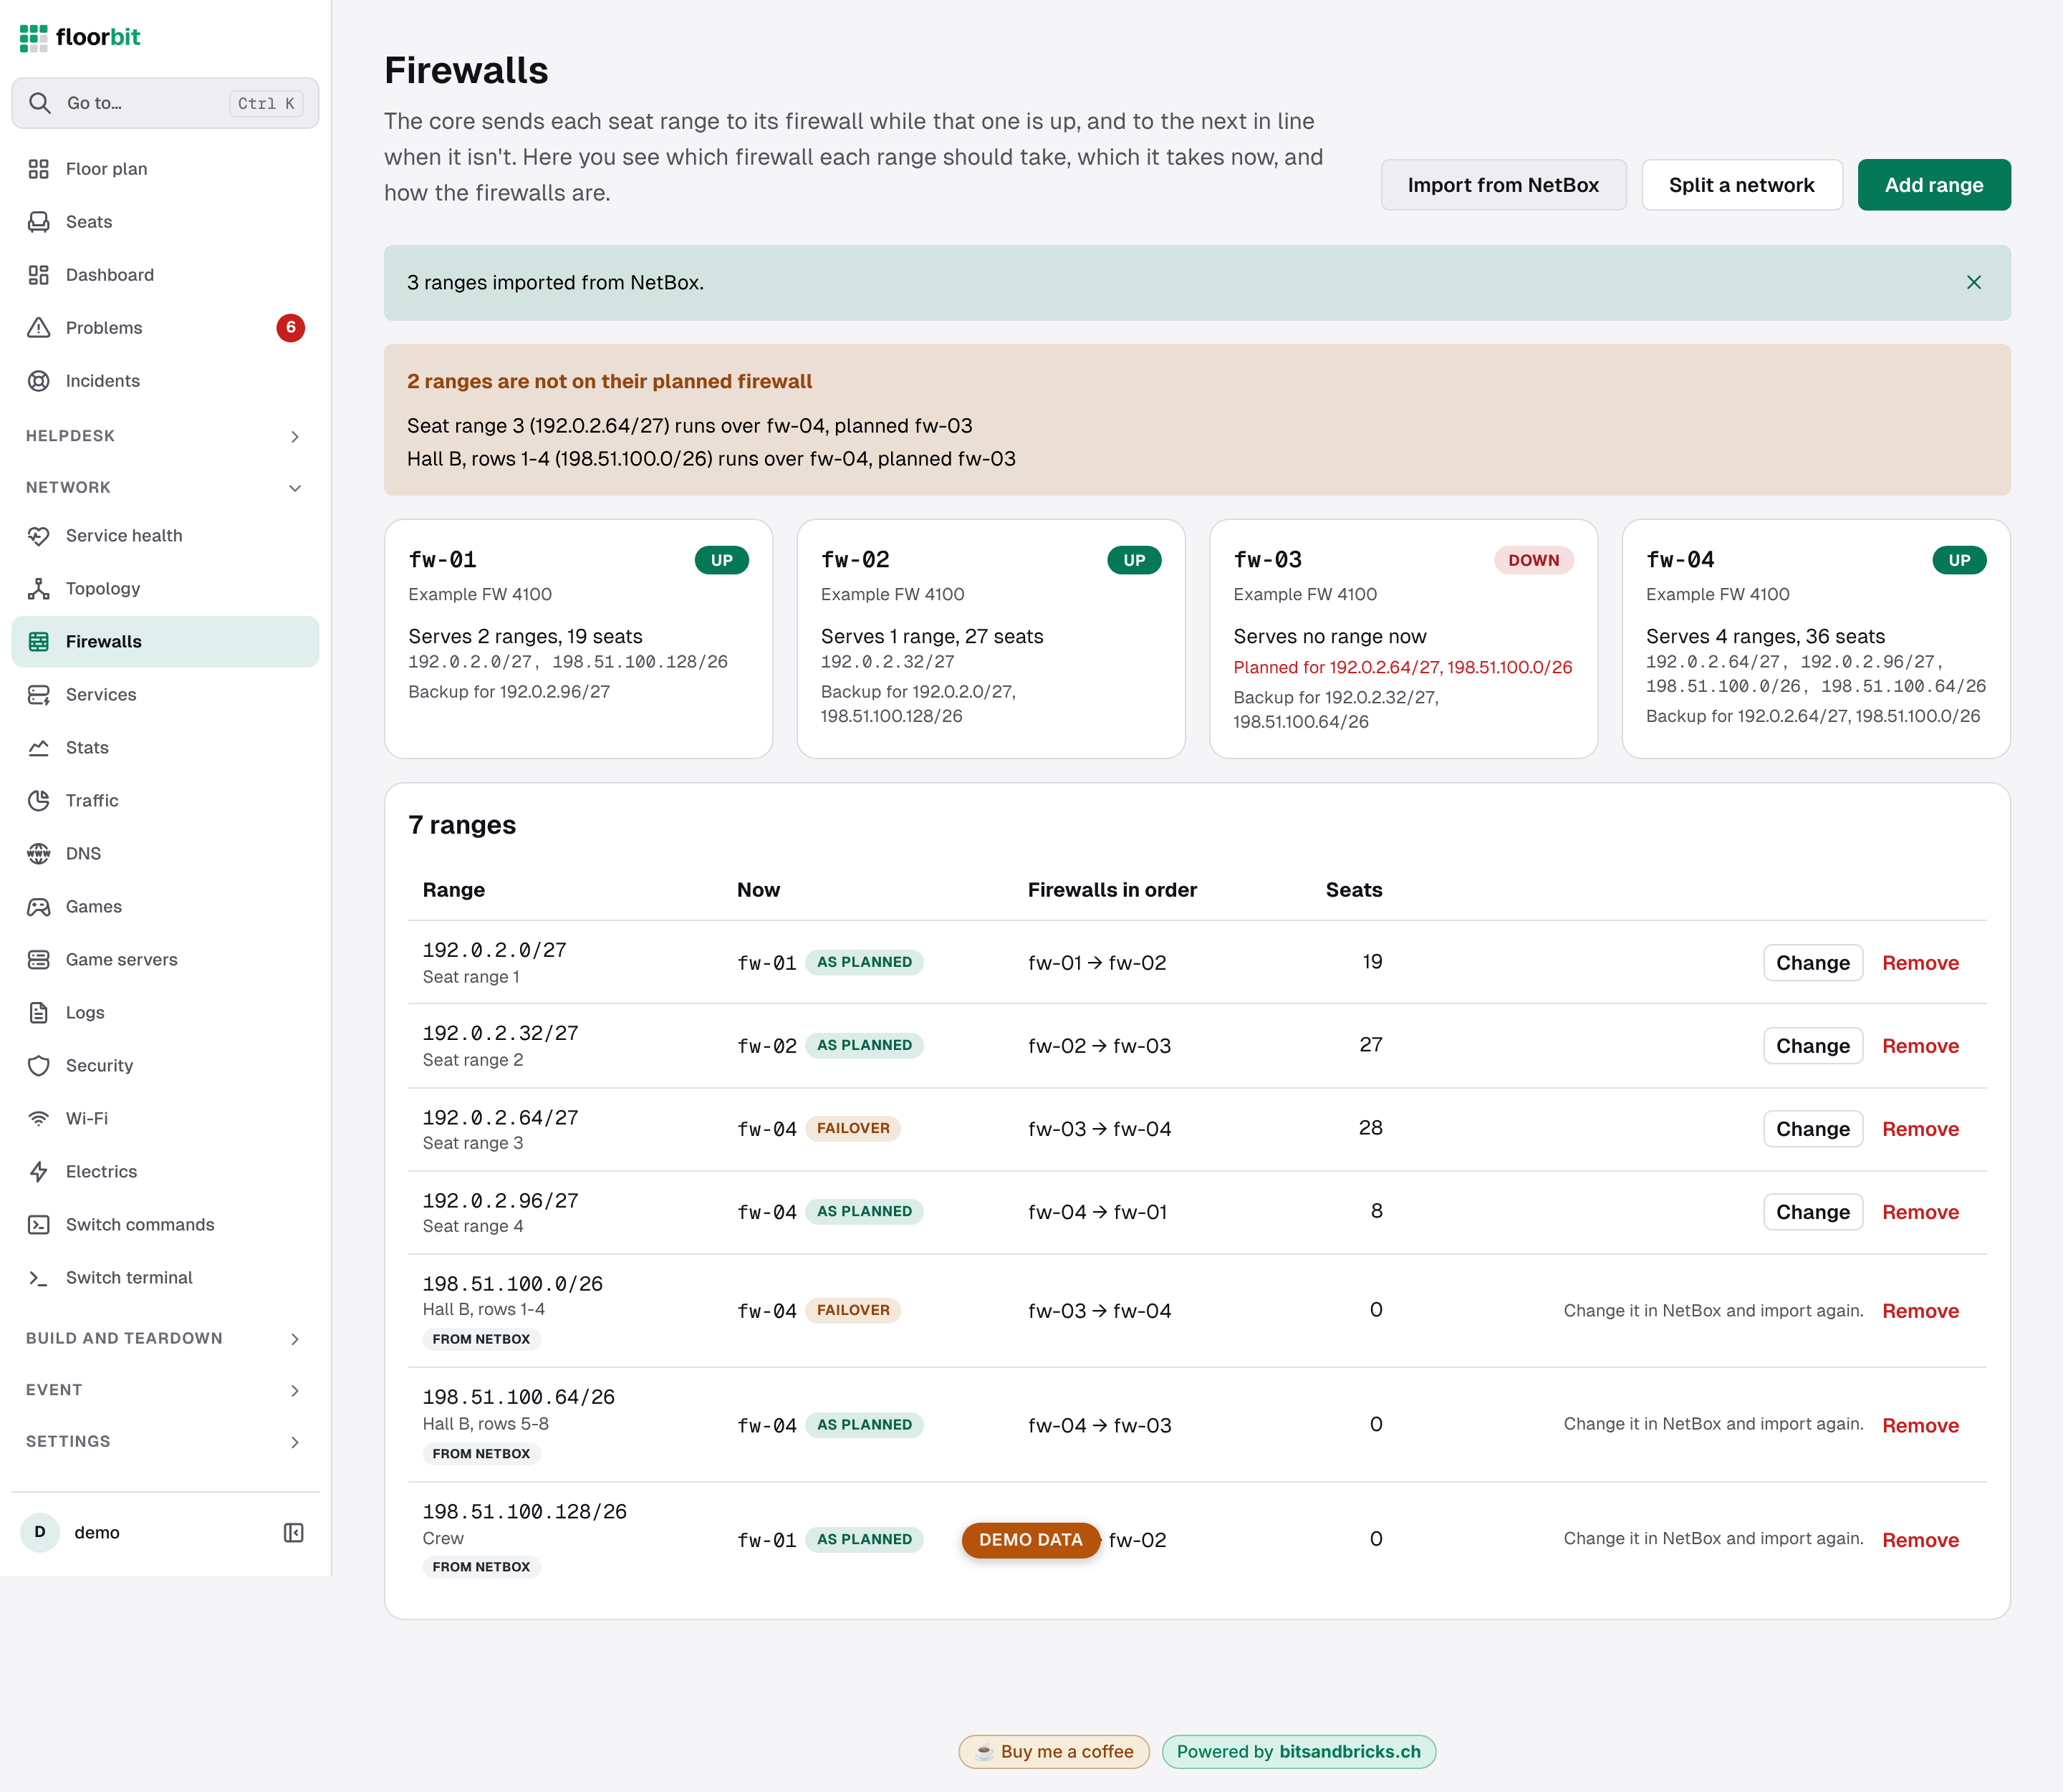 floorbit
Go to...
Ctrl K
Floor plan
Seats
Dashboard
Problems
6
Incidents
HELPDESK
NETWORK
Service health
Topology
Firewalls
Services
Stats
Traffic
DNS
Games
Game servers
Logs
Security
Wi-Fi
Electrics
Switch commands
Switch terminal
BUILD AND TEARDOWN
EVENT
SETTINGS
D
demo
Firewalls
The core sends each seat range to its firewall while that one is up, and to the next in line
when it isn't. Here you see which firewall each range should take, which it takes now, and
how the firewalls are.
Import from NetBox
Split a network
Add range
3 ranges imported from NetBox.
2 ranges are not on their planned firewall
Seat range 3 (192.0.2.64/27) runs over fw-04, planned fw-03
Hall B, rows 1-4 (198.51.100.0/26) runs over fw-04, planned fw-03
fw-01 UP
Example FW 4100
Serves 2 ranges, 19 seats
192.0.2.0/27, 198.51.100.128/26
Backup for 192.0.2.96/27
fw-02 UP
Example FW 4100
Serves 1 range, 27 seats
192.0.2.32/27
Backup for 192.0.2.0/27,
198.51.100.128/26
fw-03 DOWN
Example FW 4100
Serves no range now
Planned for 192.0.2.64/27, 198.51.100.0/26
Backup for 192.0.2.32/27,
198.51.100.64/26
fw-04 UP
Example FW 4100
Serves 4 ranges, 36 seats
192.0.2.64/27, 192.0.2.96/27,
198.51.100.0/26, 198.51.100.64/26
Backup for 192.0.2.64/27, 198.51.100.0/26
7 ranges
Range Now Firewalls in order Seats
192.0.2.0/27
Seat range 1
fw-01 AS PLANNED fw-01 → fw-02 19 Change Remove
192.0.2.32/27
Seat range 2
fw-02 AS PLANNED fw-02 → fw-03 27 Change Remove
192.0.2.64/27
Seat range 3
fw-04 FAILOVER fw-03 → fw-04 28 Change Remove
192.0.2.96/27
Seat range 4
fw-04 AS PLANNED fw-04 → fw-01 8 Change Remove
198.51.100.0/26
Hall B, rows 1-4
FROM NETBOX
fw-04 FAILOVER fw-03 → fw-04 0 Change it in NetBox and import again. Remove
198.51.100.64/26
Hall B, rows 5-8
FROM NETBOX
fw-04 AS PLANNED fw-04 → fw-03 0 Change it in NetBox and import again. Remove
198.51.100.128/26
Crew
FROM NETBOX
fw-01 AS PLANNED DEMO DATA fw-02 0 Change it in NetBox and import again. Remove
Buy me a coffee
Powered by bitsandbricks.ch